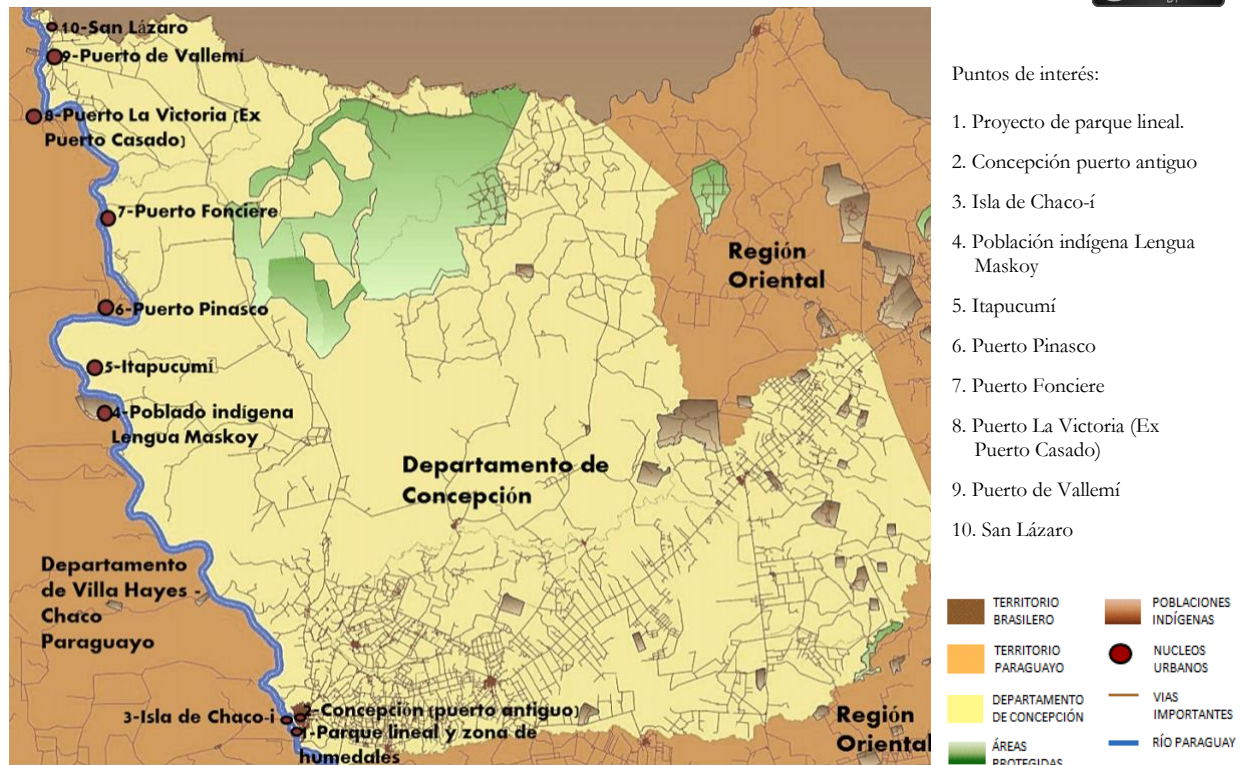 10-San Lázaro
9-Puerto de Vallemí
8-Puerto La Victoria (Ex
Puerto Casado)
7-Puerto Fonciere
6-Puerto Pinasco
5-Itapucumí
4-Poblado indígena
Lengua Maskoy
Región
Oriental
Departamento de
Concepción
Departamento
de Villa Hayes -
Chaco
Paraguayo
3-Isla de Chaco-i
2-Concepción (puerto antiguo)
1-Parque lineal y zona de
humedales
Región
Oriental
Puntos de interés:
1. Proyecto de parque lineal.
2. Concepción puerto antiguo
3. Isla de Chaco-í
4. Población indígena Lengua
Maskoy
5. Itapucumí
6. Puerto Pinasco
7. Puerto Fonciere
8. Puerto La Victoria (Ex
Puerto Casado)
9. Puerto de Vallemí
10. San Lázaro
TERRITORIO
BRASILERO
TERRITORIO
PARAGUAYO
DEPARTAMENTO
DE CONCEPCIÓN
ÁREAS
PROTEGIDAS
POBLACIONES
INDÍGENAS
NUCLEOS
URBANOS
VIAS
IMPORTANTES
RÍO PARAGUAY